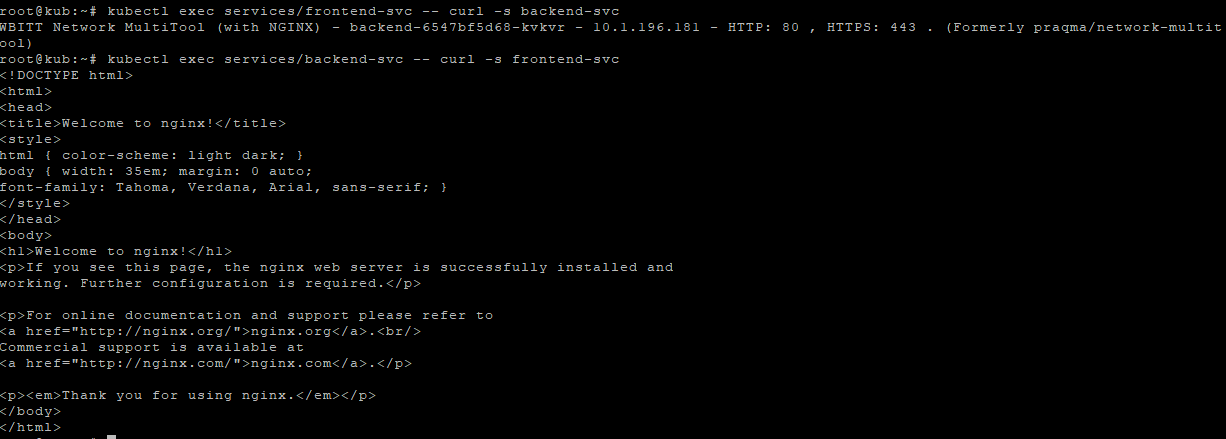 root@kub:~# kubectl exec services/frontend-svc -- curl -s backend-svc
WBITT Network MultiTool (with NGINX) - backend-6547bf5d68-kvkvr - 10.1.196.181 - HTTP: 80 , HTTPS: 443 . (Formerly praqma/network-multit
ool)
root@kub:~# kubectl exec services/backend-svc -- curl -s frontend-svc
<!DOCTYPE html>
<html>
<head>
<title>Welcome to nginx!</title>
<style>
html { color-scheme: light dark; }
body { width: 35em; margin: 0 auto;
font-family: Tahoma, Verdana, Arial, sans-serif; }
</style>
</head>
<body>
<h1>Welcome to nginx!</h1>
<p>If you see this page, the nginx web server is successfully installed and
working. Further configuration is required.</p>

<p>For online documentation and support please refer to
<a href="http://nginx.org/">nginx.org</a>.<br/>
Commercial support is available at
<a href="http://nginx.com/">nginx.com</a>.</p>

<p><em>Thank you for using nginx.</em></p>
</body>
</html>